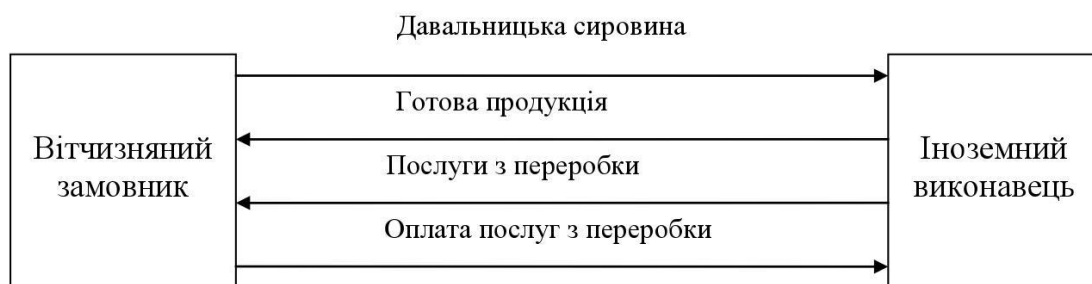 Давальницька сировина
Готова продукція
Вітчизняний
замовник
Послуги з переробки
Іноземний
виконавець
Оплата послуг з переробки